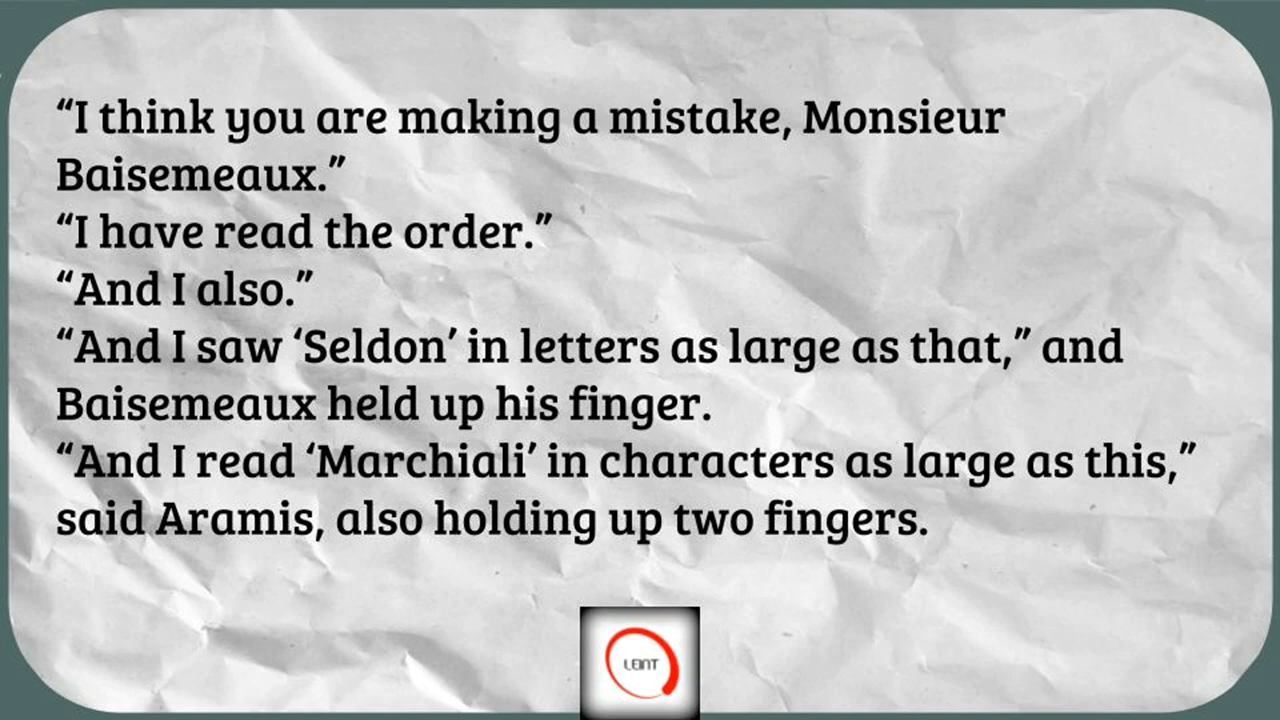 “I think you are making a mistake, Monsieur
Baisemeaux.”
“I have read the order.”
“And I also.”
“And I saw ‘Seldon’ in letters as large as that,” and
Baisemeaux held up his finger.
“And I read ‘Marchiali’ in characters as large as this,”
said Aramis, also holding up two fingers.
LEINT